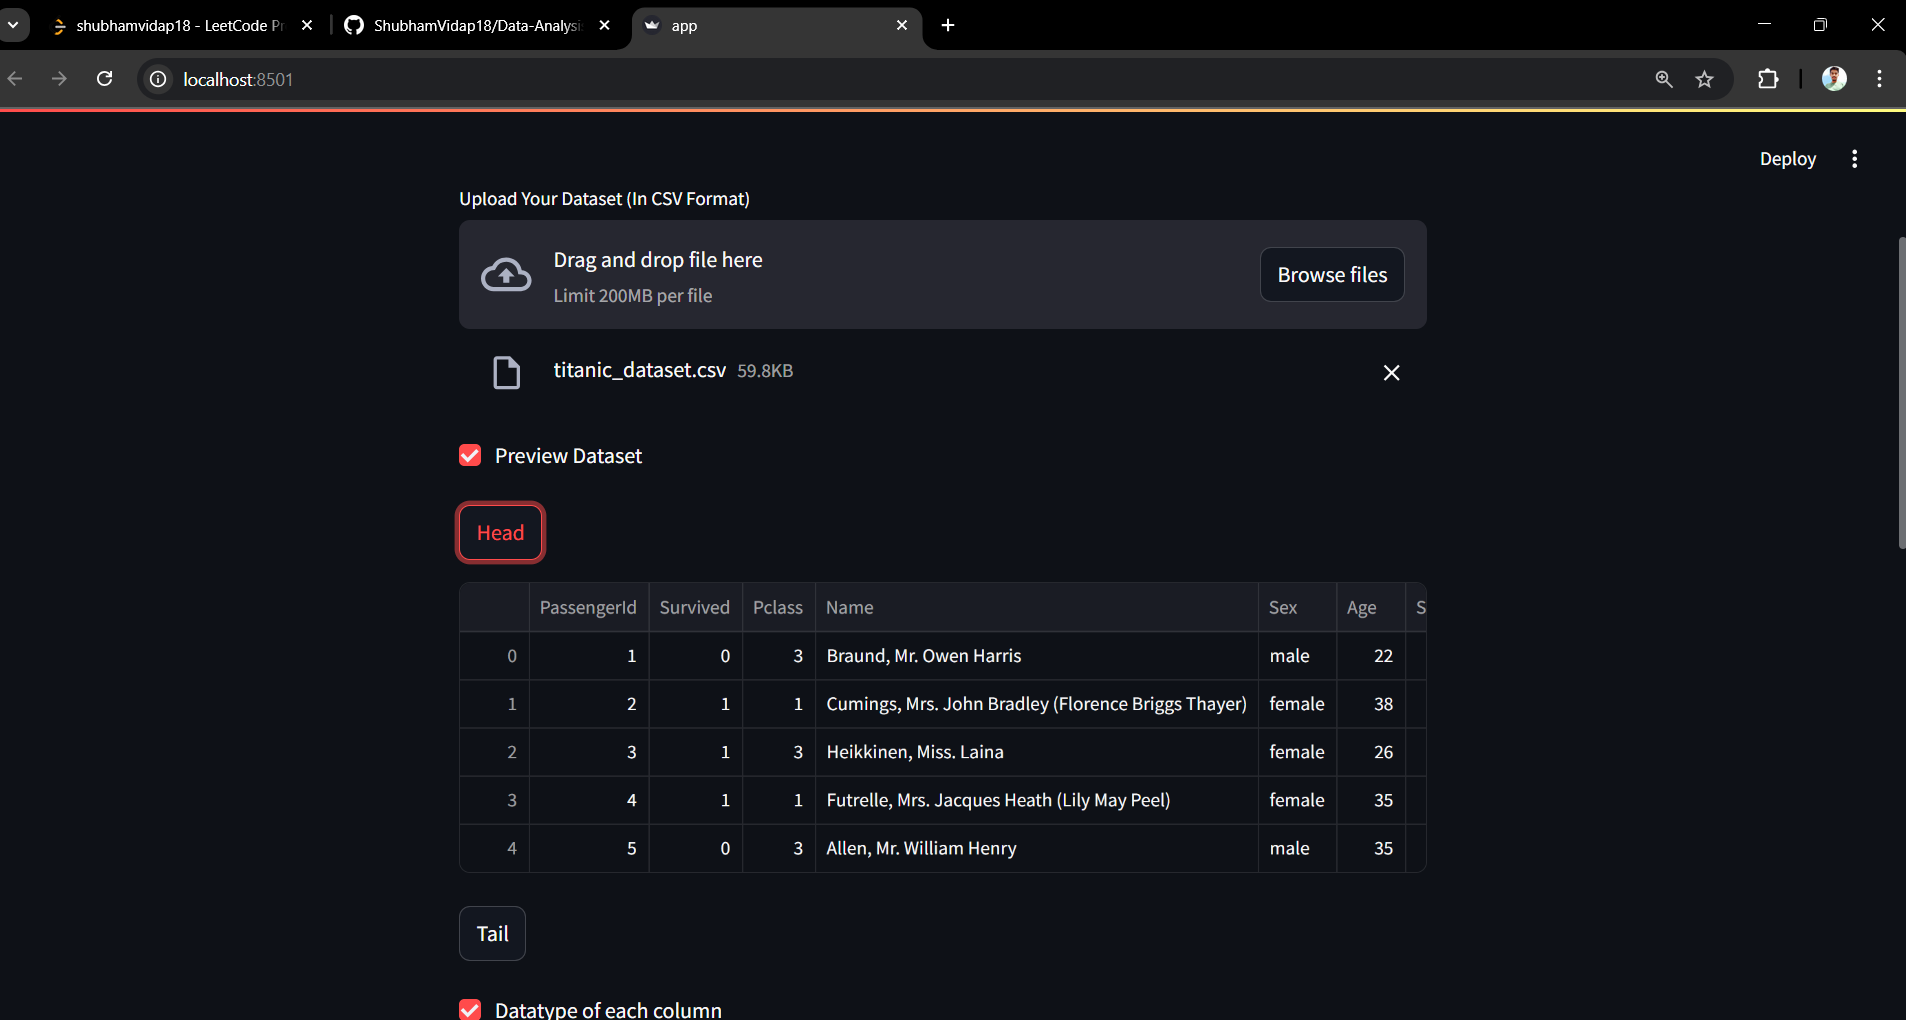 shubhamvidap18 - LeetCode Pr
ShubhamVidap18/Data-Analysis
app
localhost:8501
Deploy
Upload Your Dataset (In CSV Format)
Drag and drop file here
Limit 200MB per file
Browse files
titanic_dataset.csv 59.8KB
Preview Dataset
Head
PassengerId Survived Pclass Name Sex Age S
0 1 0 3 Braund, Mr. Owen Harris male 22
1 2 1 1 Cumings, Mrs. John Bradley (Florence Briggs Thayer) female 38
2 3 1 3 Heikkinen, Miss. Laina female 26
3 4 1 1 Futrelle, Mrs. Jacques Heath (Lily May Peel) female 35
4 5 0 3 Allen, Mr. William Henry male 35
Tail
Datatype of each column